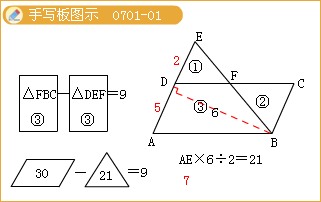 手写板图示 0701-01
E
2 ①
D F C
△FBC－△DEF=9
③ ③
5 ③ 6 ②
A B
AE×6÷2=21
30 － 21 =9
7